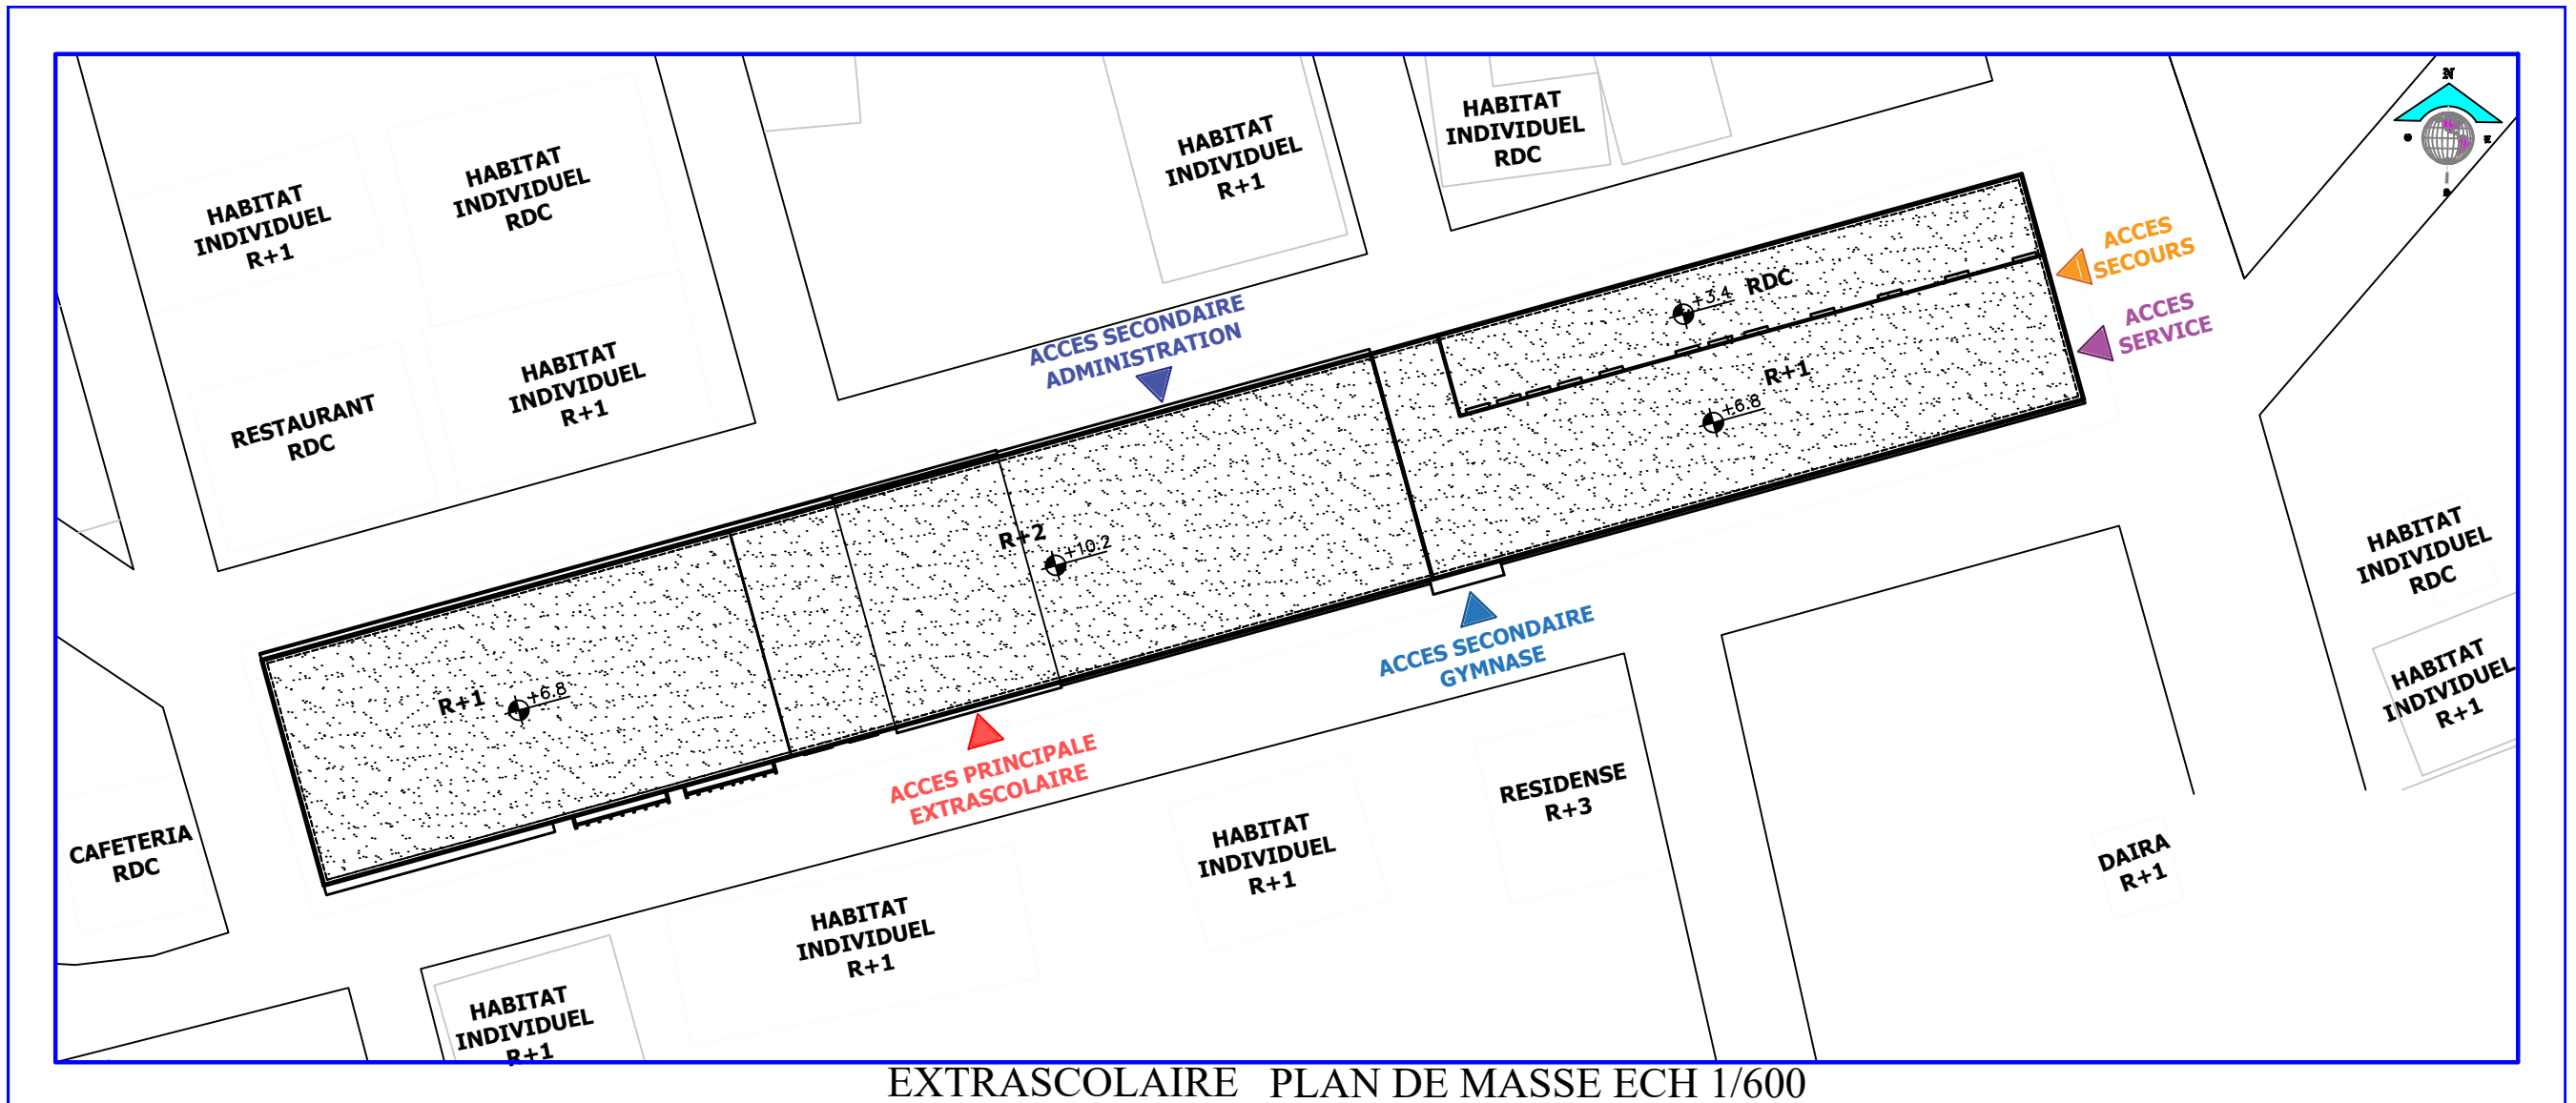 N
O
E
S
HABITAT
INDIVIDUEL
R+1
HABITAT
INDIVIDUEL
RDC
HABITAT
INDIVIDUEL
R+1
HABITAT
INDIVIDUEL
RDC
RESTAURANT
RDC
HABITAT
INDIVIDUEL
R+1
ACCES SECONDAIRE
ADMINISTRATION
ACCES
SECOURS
ACCES
SERVICE
+3.4
RDC
R+1
+6.8
R+2
+10.2
R+1
+6.8
ACCES SECONDAIRE
GYMNASE
ACCES PRINCIPALE
EXTRASCOLAIRE
HABITAT
INDIVIDUEL
RDC
HABITAT
INDIVIDUEL
R+1
CAFETERIA
RDC
RESIDENSE
R+3
HABITAT
INDIVIDUEL
R+1
DAIRA
R+1
HABITAT
INDIVIDUEL
R+1
HABITAT
INDIVIDUEL
R+1
EXTRASCOLAIRE PLAN DE MASSE ECH 1/600